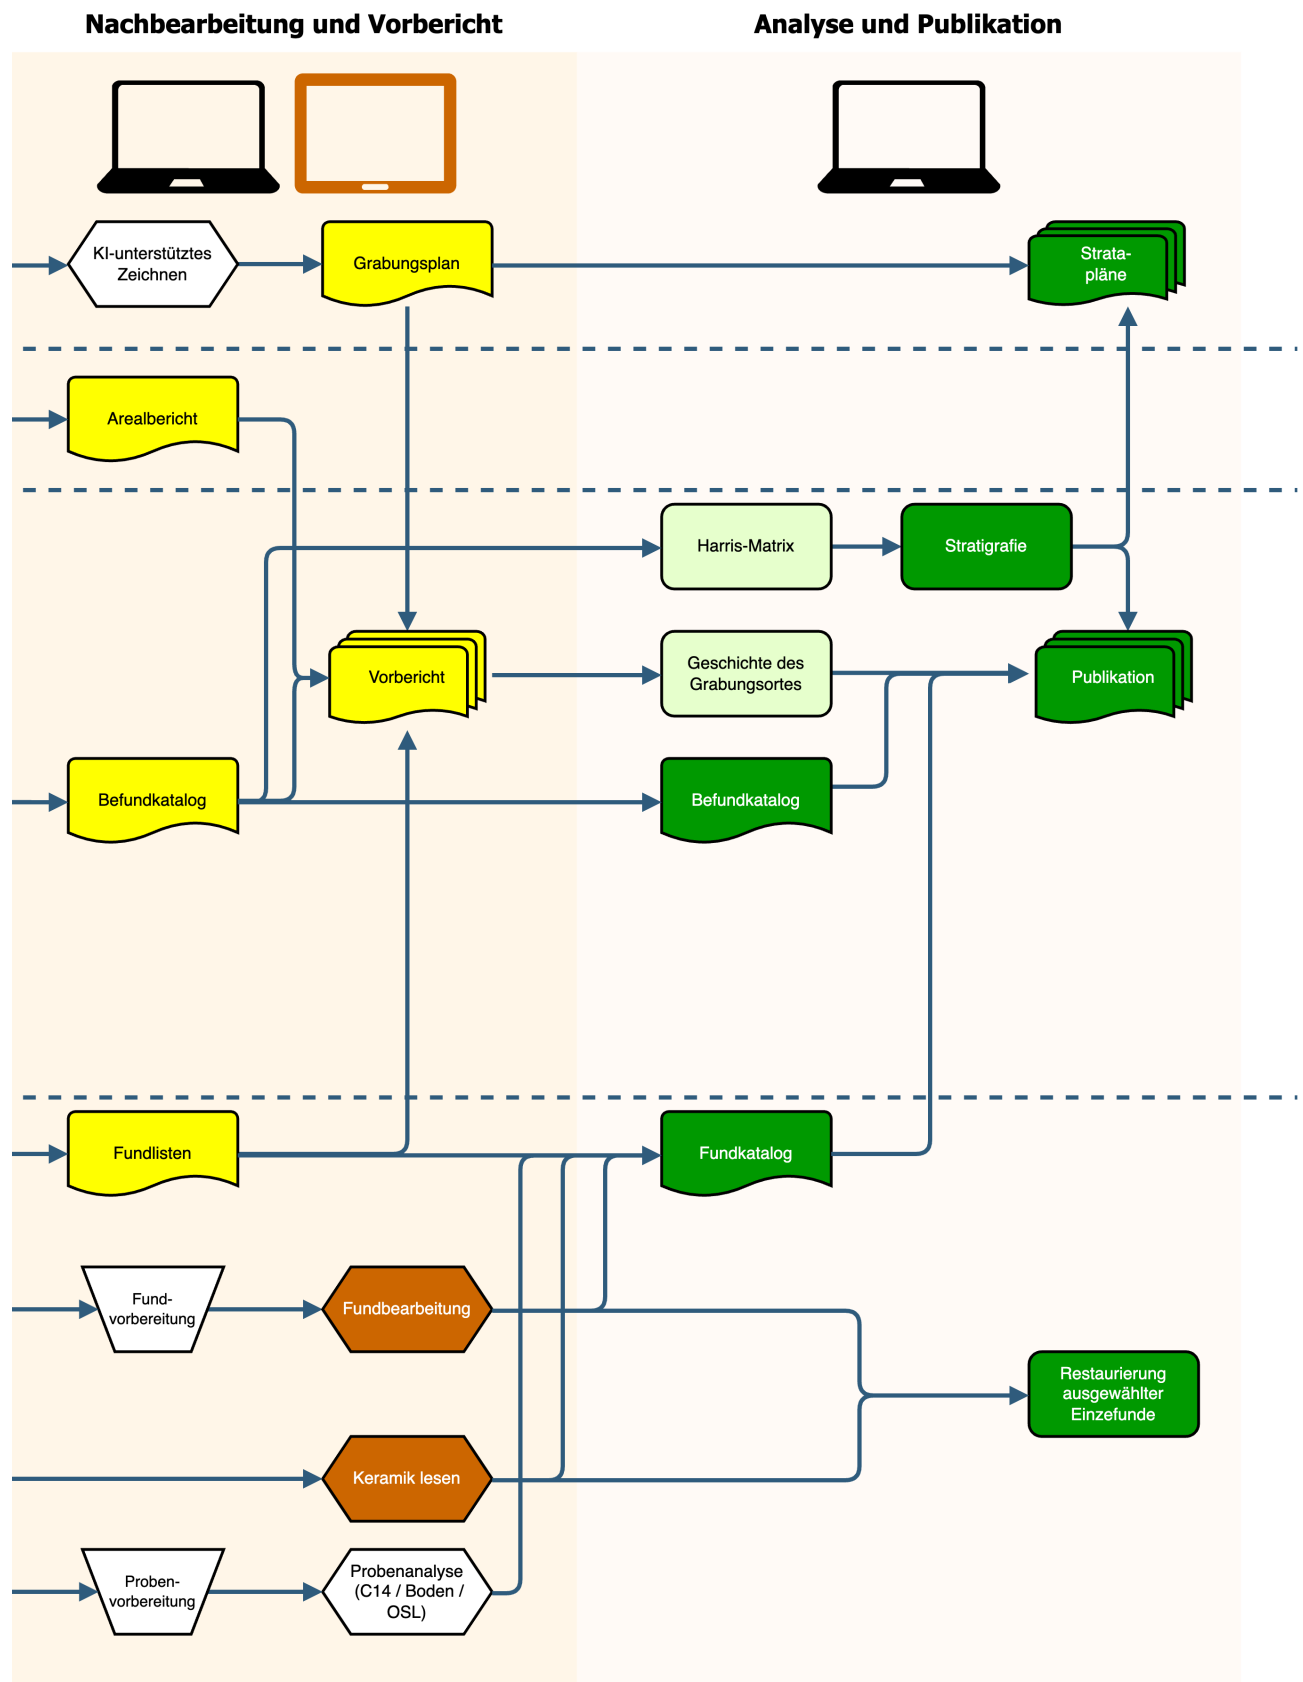 Nachbearbeitung und Vorbericht
Analyse und Publikation
KI-unterstütztes
Zeichnen
Grabungsplan
Strata-
pläne
Arealbericht
Harris-Matrix
Stratigrafie
Vorbericht
Geschichte des
Grabungsortes
Publikation
Befundkatalog
Befundkatalog
Fundlisten
Fundkatalog
Fund-
vorbereitung
Fundbearbeitung
Restaurierung
ausgewählter
Einzefunde
Keramik lesen
Proben-
vorbereitung
Probenanalyse
(C14 / Boden /
OSL)